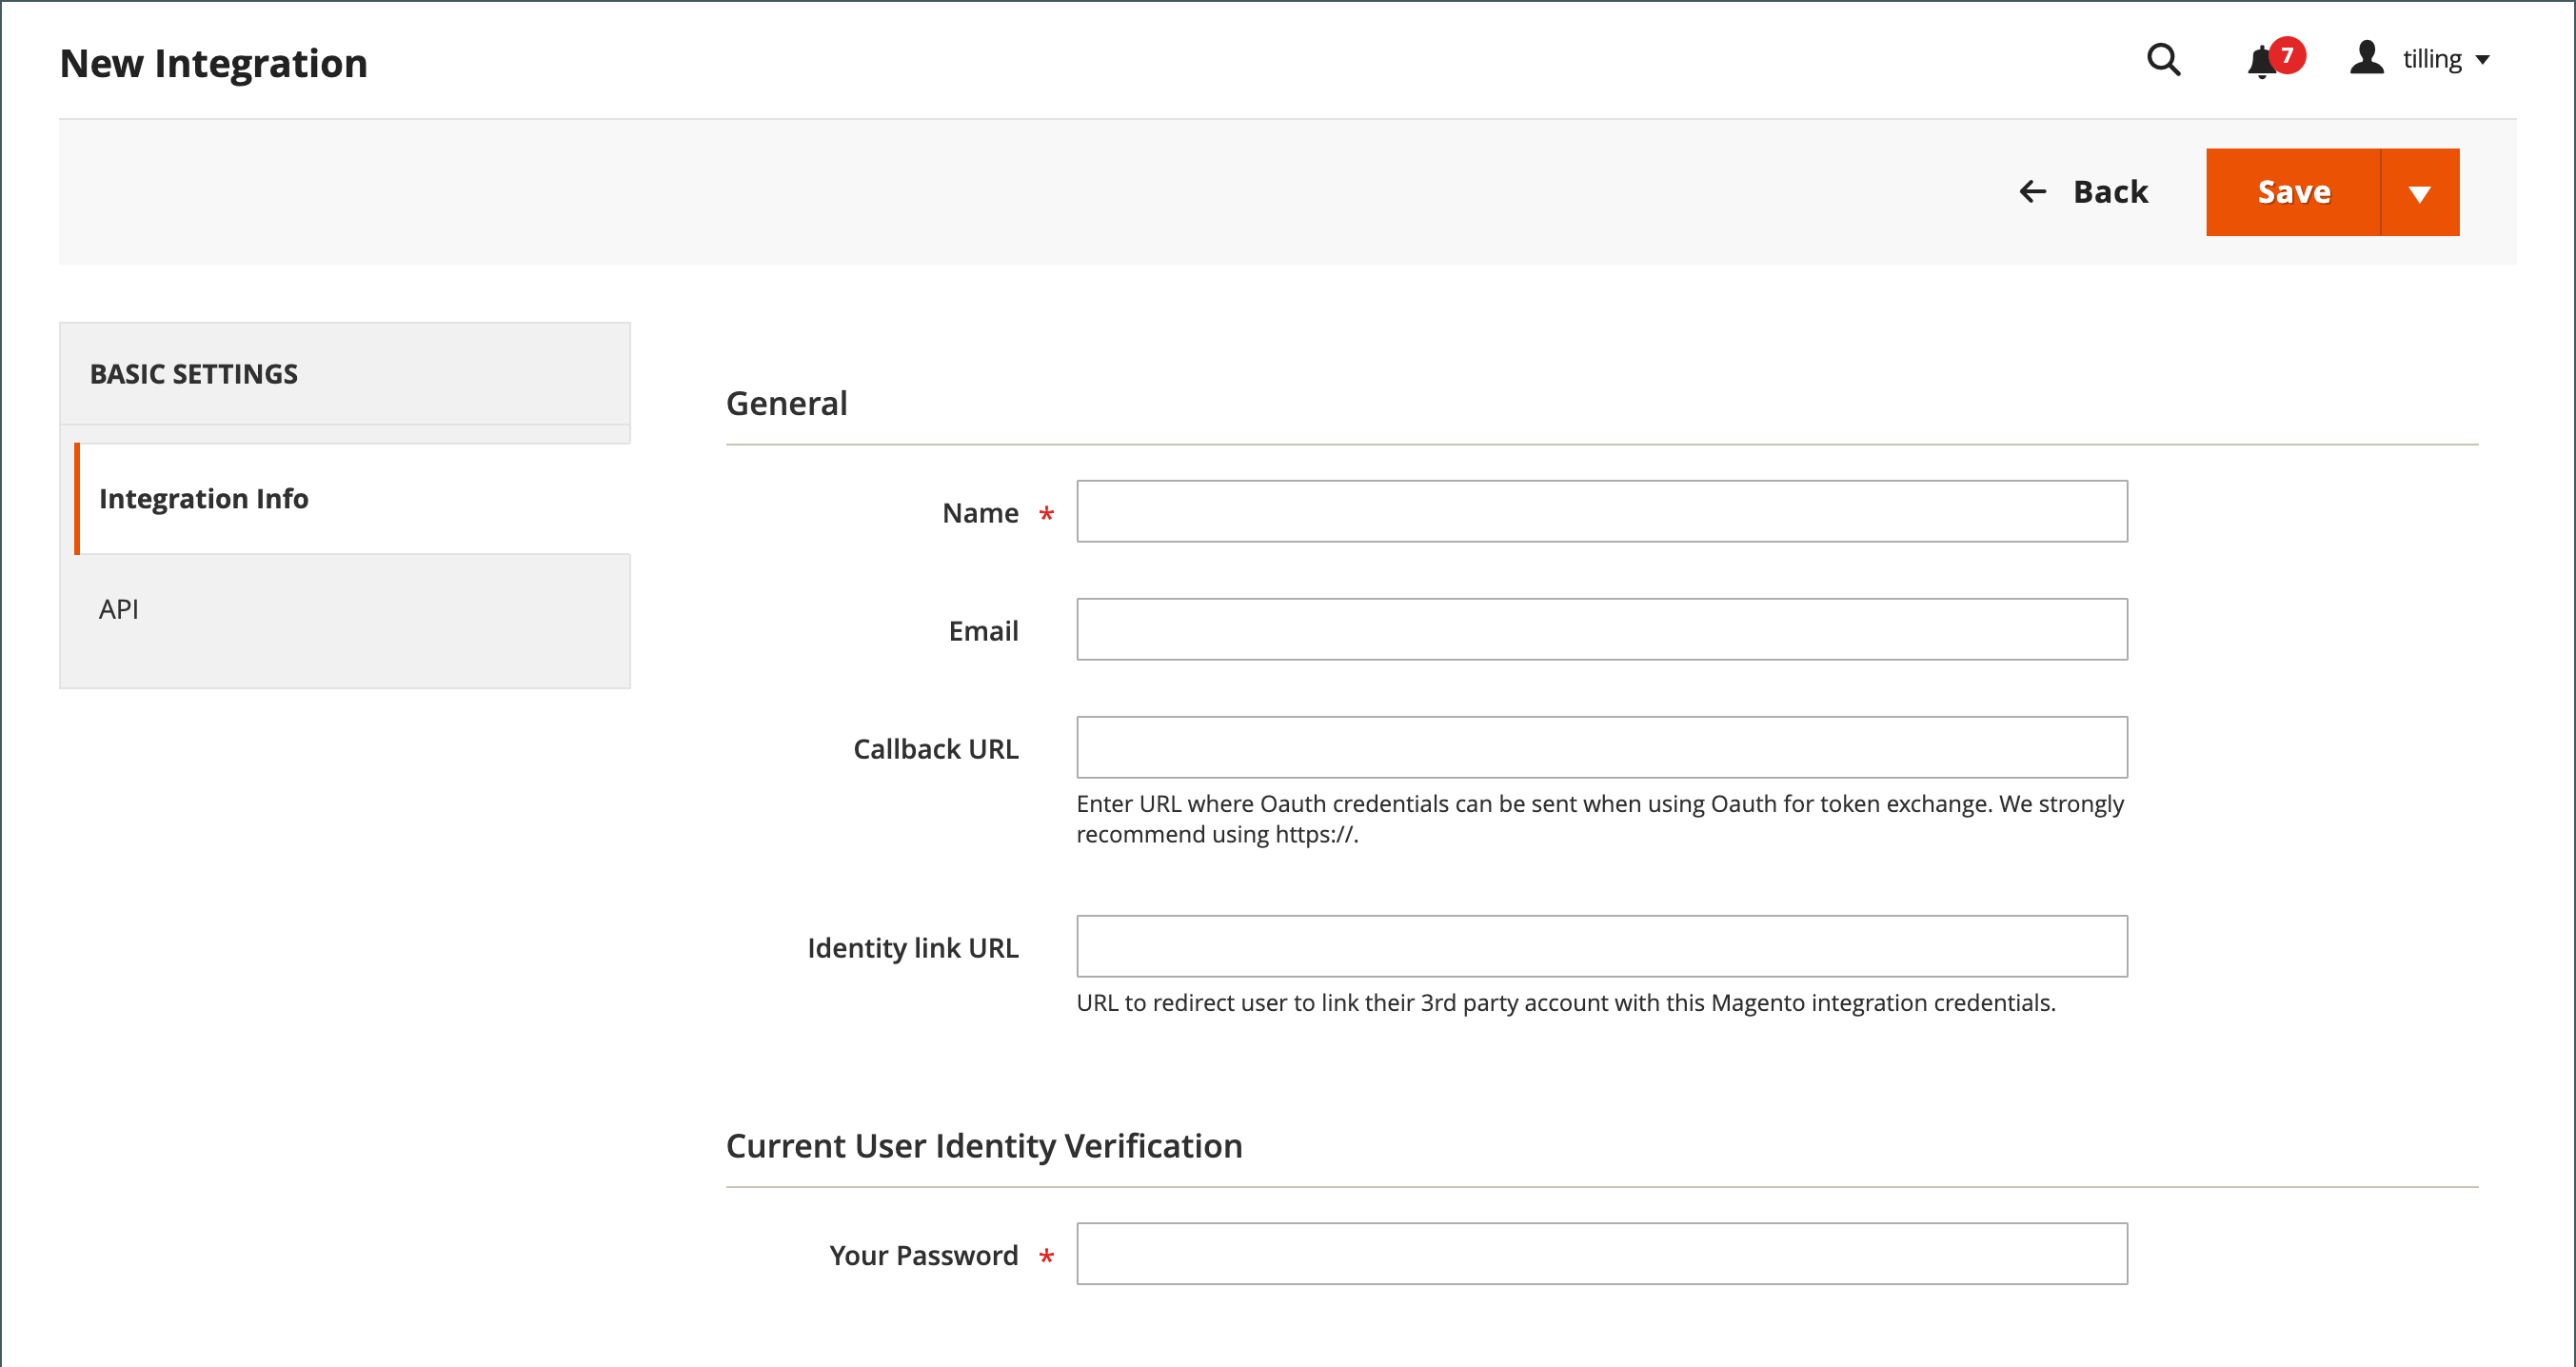 New Integration
7
tilling
Back
Save
BASIC SETTINGS
Integration Info
API
General
Name *
Email
Callback URL
Enter URL where Oauth credentials can be sent when using Oauth for token exchange. We strongly
recommend using https://.
Identity link URL
URL to redirect user to link their 3rd party account with this Magento integration credentials.
Current User Identity Verification
Your Password *